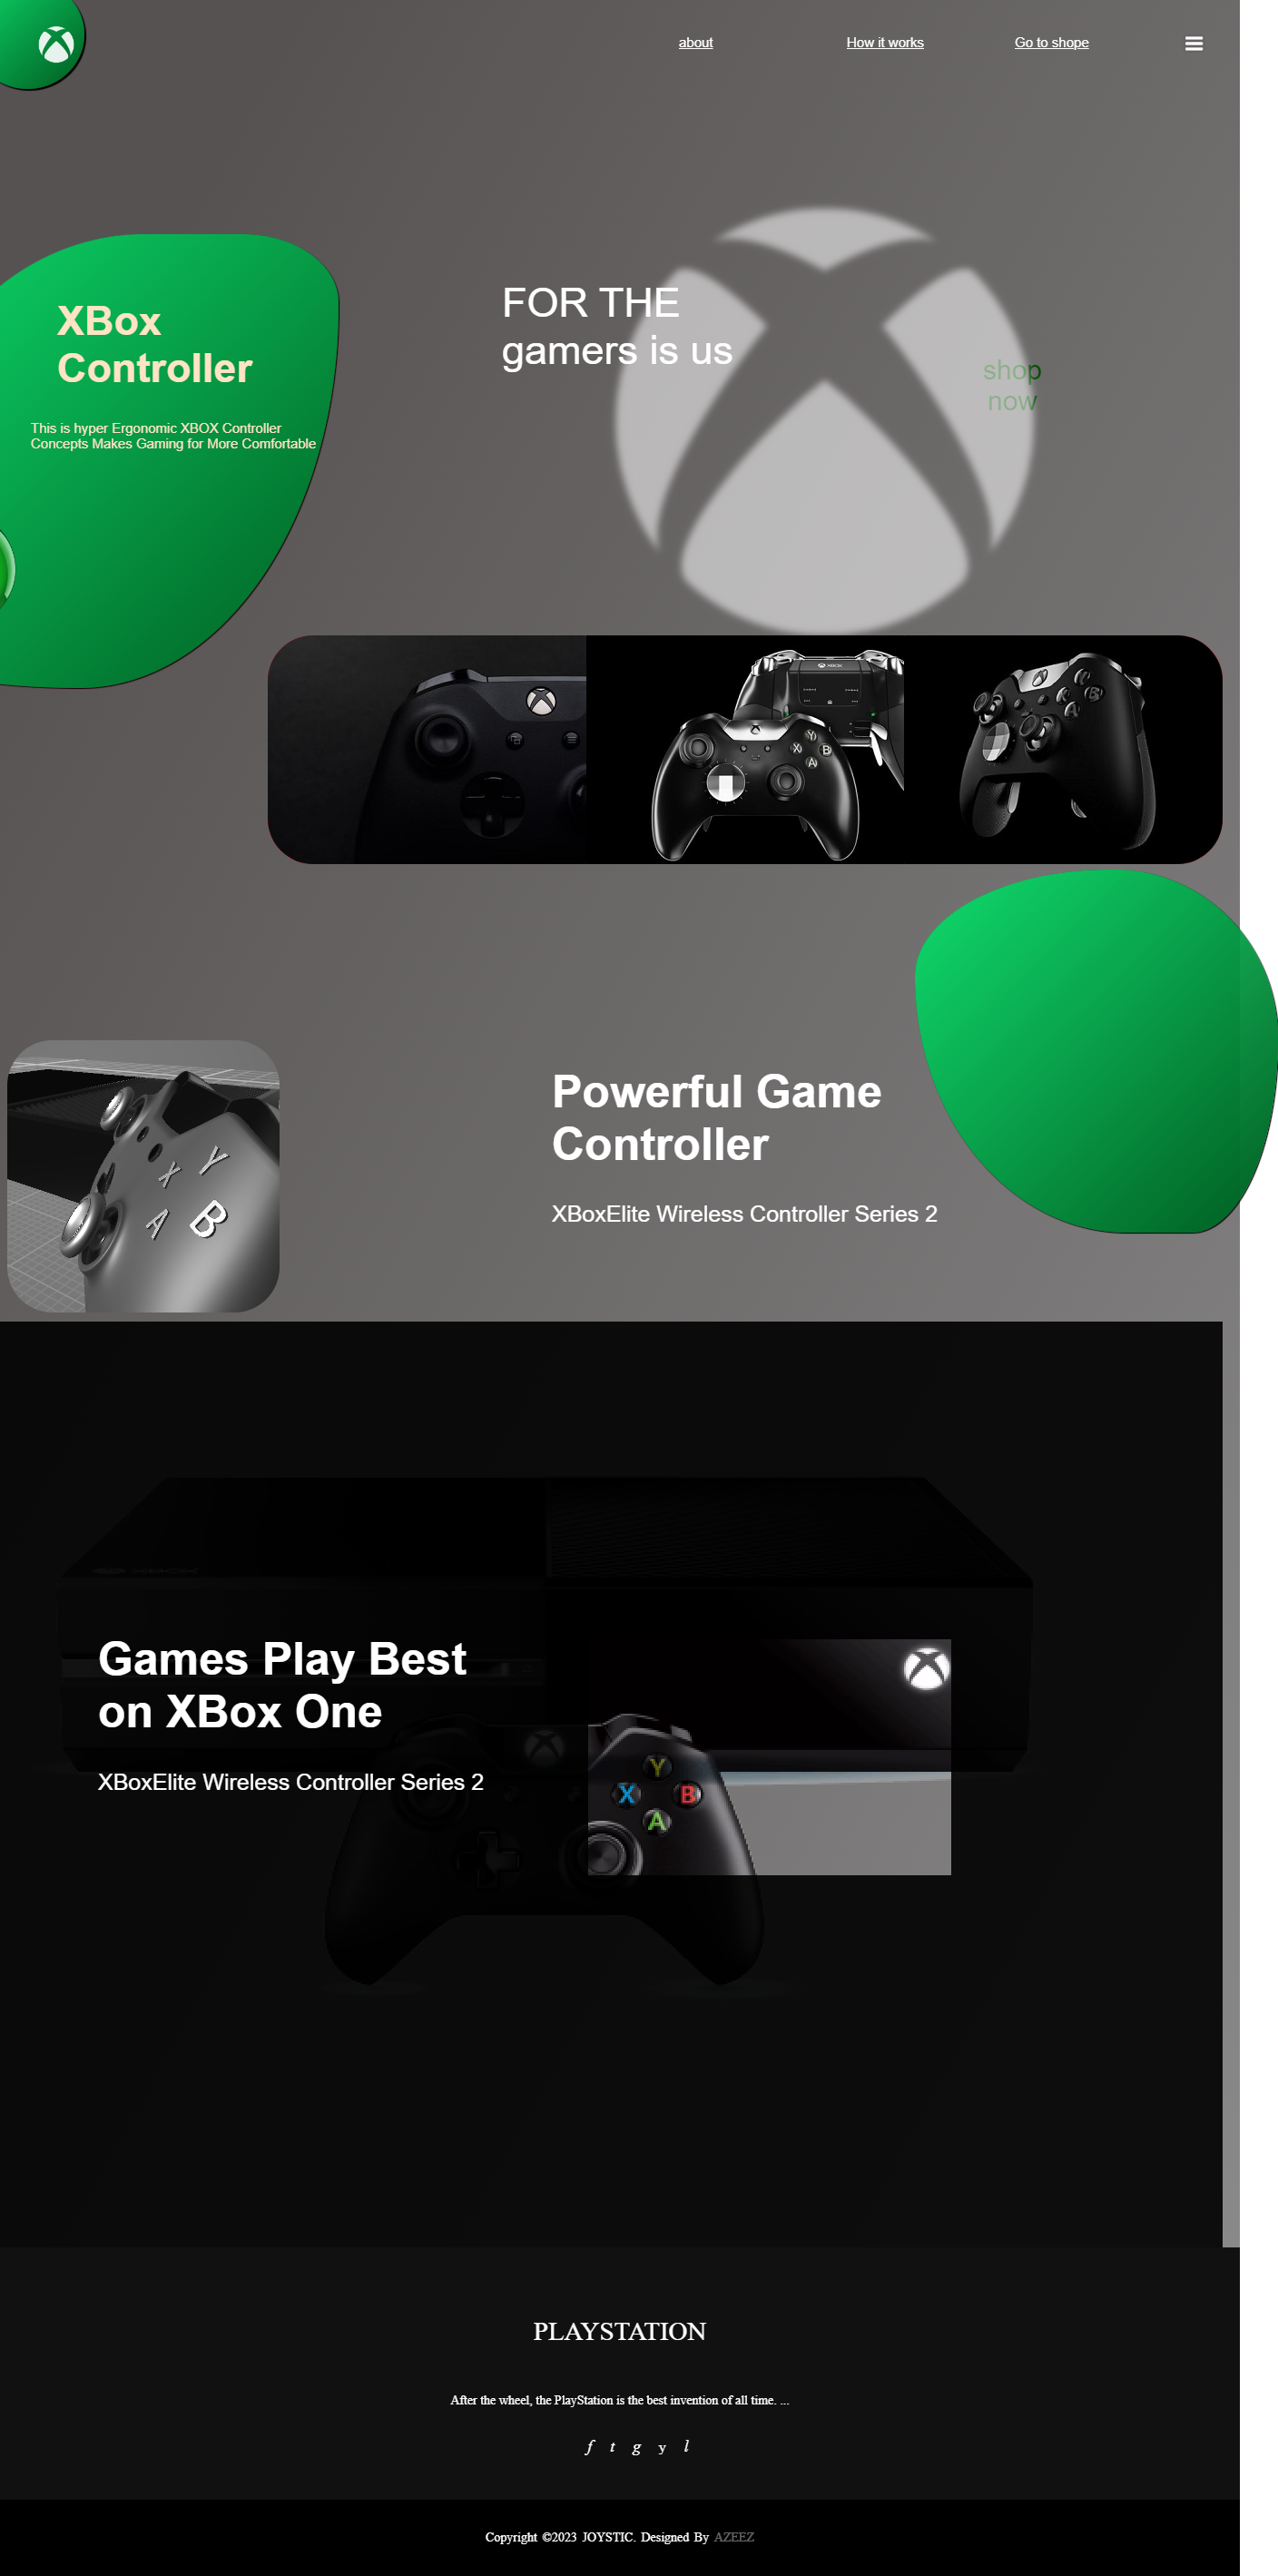 about
How it works
Go to shope
XBox
Controller
This is hyper Ergonomic XBOX Controller
Concepts Makes Gaming for More Comfortable
FOR THE
gamers is us
shop
now
XBOX
Y
X
B
A
B
A
Y
X
B
A
Powerful Game
Controller
XBoxElite Wireless Controller Series 2
Games Play Best
on XBox One
XBoxElite Wireless Controller Series 2
Y
X
B
A
PLAYSTATION
After the wheel, the PlayStation is the best invention of all time. ...
f t g y l
Copyright ©2023 JOYSTIC. Designed By AZEEZ